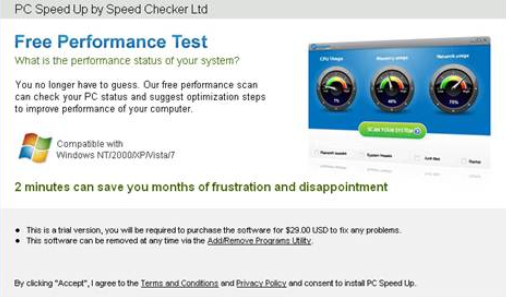 PC Speed Up by Speed Checker Ltd
Free Performance Test
What is the performance status of your system?
You no longer have to guess. Our free performance scan
can check your PC status and suggest optimization steps
to improve performance of your computer.
Compatible with
Windows NT/2000/XP/Vista/7
CPU Usage Memory usage Network usage
SCAN YOUR SYSTEM
2 minutes can save you months of frustration and disappointment
This is a trial version, you will be required to purchase the software for $29.00 USD to fix any problems.
This software can be removed at any time via the Add/Remove Programs Utility.
By clicking "Accept", I agree to the Terms and Conditions and Privacy Policy and consent to install PC Speed Up.